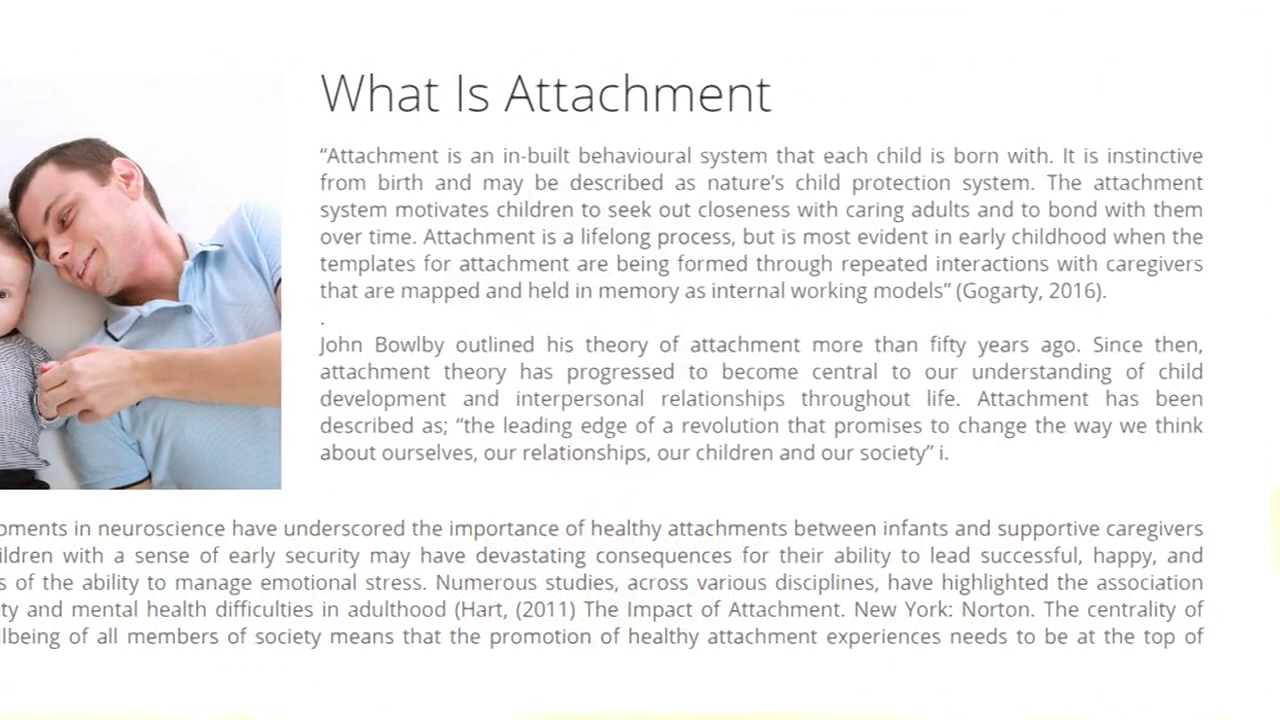 What Is Attachment
“Attachment is an in-built behavioural system that each child is born with. It is instinctive
from birth and may be described as nature’s child protection system. The attachment
system motivates children to seek out closeness with caring adults and to bond with them
over time. Attachment is a lifelong process, but is most evident in early childhood when the
templates for attachment are being formed through repeated interactions with caregivers
that are mapped and held in memory as internal working models” (Gogarty, 2016).
.
John Bowlby outlined his theory of attachment more than fifty years ago. Since then,
attachment theory has progressed to become central to our understanding of child
development and interpersonal relationships throughout life. Attachment has been
described as; “the leading edge of a revolution that promises to change the way we think
about ourselves, our relationships, our children and our society” i.
in neuroscience have underscored the importance of healthy attachments between infants and supportive caregivers
with a sense of early security may have devastating consequences for their ability to lead successful, happy, and
of the ability to manage emotional stress. Numerous studies, across various disciplines, have highlighted the association
and mental health difficulties in adulthood (Hart, (2011) The Impact of Attachment. New York: Norton. The centrality of
of all members of society means that the promotion of healthy attachment experiences needs to be at the top of